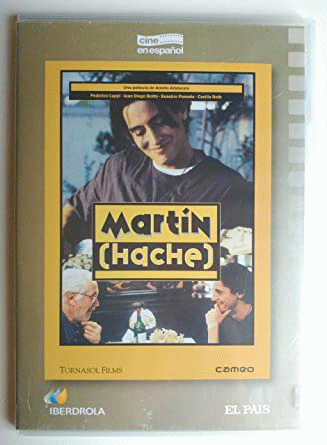 cine
en español
Una película de Adolfo Aristarain
Federico Luppi · Juan Diego Botto · Eusebio Poncela · Cecilia Roth
Martín
(Hache)
TORNASOL FILMS
cameo
IBERDROLA
EL PAIS